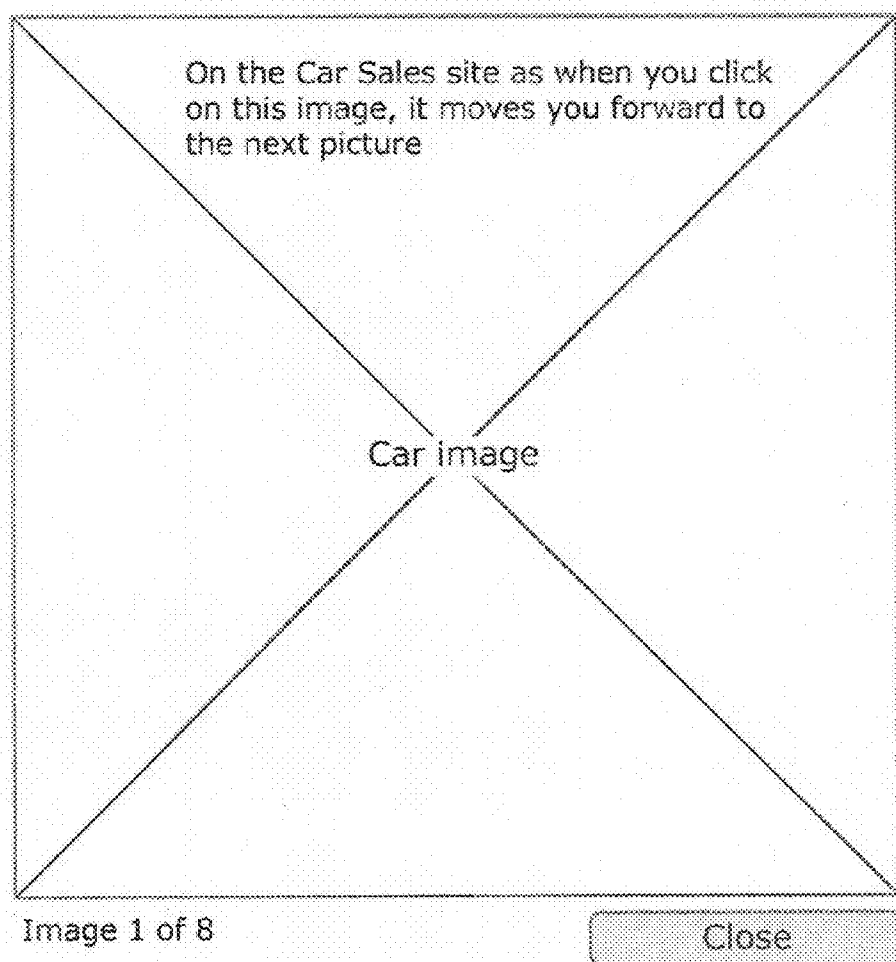 On the Car Sales site as when you click
on this image, it moves you forward to
the next picture
Car image
Image 1 of 8
Close